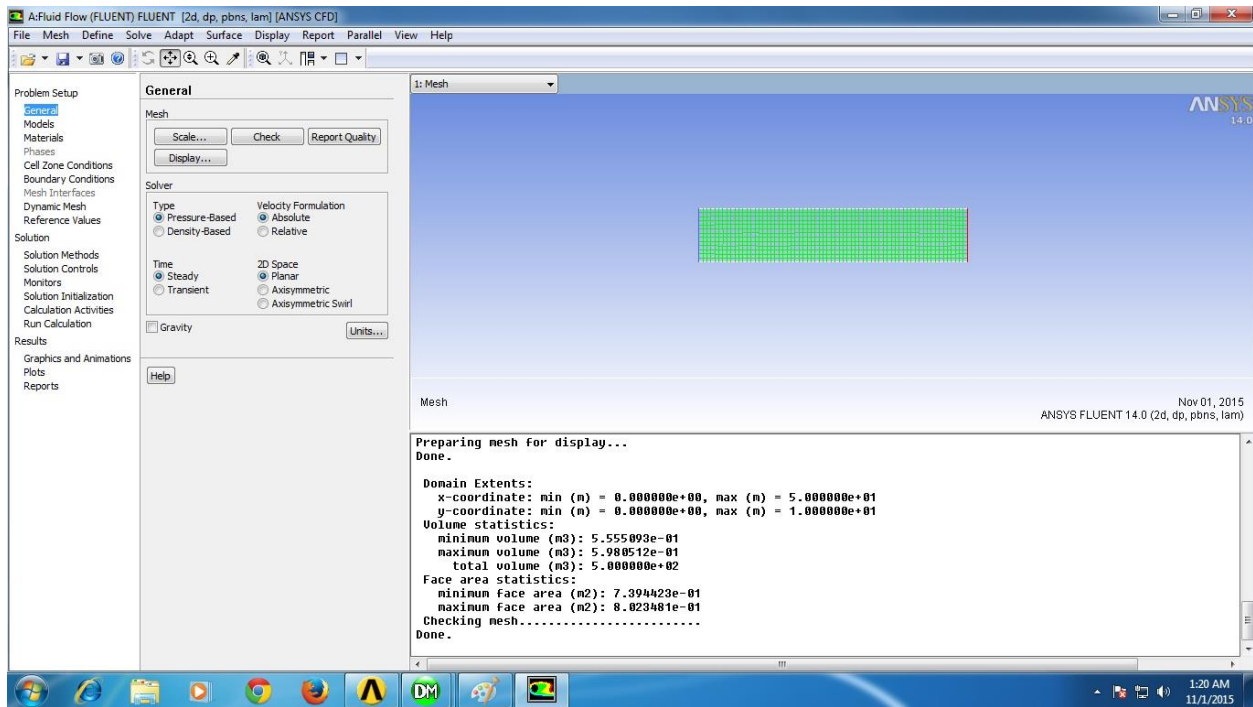 A:Fluid Flow (FLUENT) FLUENT [2d, dp, pbns, lam] [ANSYS CFD]
File Mesh Define Solve Adapt Surface Display Report Parallel View Help
Problem Setup
General
Models
Materials
Phases
Cell Zone Conditions
Boundary Conditions
Mesh Interfaces
Dynamic Mesh
Reference Values
Solution
Solution Methods
Solution Controls
Monitors
Solution Initialization
Calculation Activities
Run Calculation
Results
Graphics and Animations
Plots
Reports
General
Mesh
Scale... Check Report Quality
Display...
Solver
Type Velocity Formulation
Pressure-Based Absolute
Density-Based Relative
Time 2D Space
Steady Planar
Transient Axisymmetric
Axisymmetric Swirl
Gravity Units...
Help
1: Mesh
ANSYS
14.0
Mesh Nov 01, 2015
ANSYS FLUENT 14.0 (2d, dp, pbns, lam)
Preparing mesh for display...
Done.
Domain Extents:
x-coordinate: min (m) = 0.000000e+00, max (m) = 5.000000e+01
y-coordinate: min (m) = 0.000000e+00, max (m) = 1.000000e+01
Volume statistics:
minimum volume (m3): 5.555093e-01
maximum volume (m3): 5.980512e-01
total volume (m3): 5.000000e+02
Face area statistics:
minimum face area (m2): 7.394423e-01
maximum face area (m2): 8.023481e-01
Checking mesh.........................
Done.
DM
1:20 AM
11/1/2015